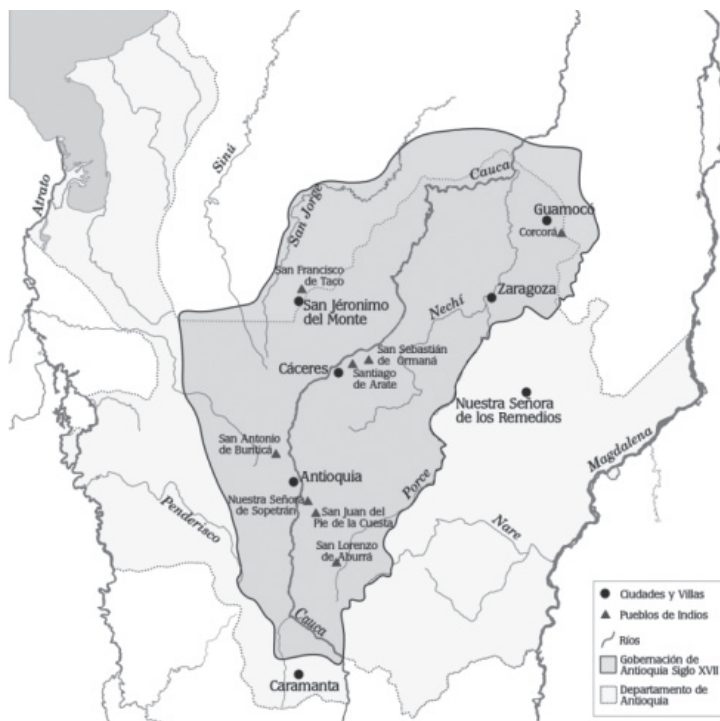 Sinú
Atrato
San Jorge
Cauca
Guamocó
Corcorá
San Francisco
de Taço
San Jéronimo
del Monte
Nechí
Zaragoza
San Sebastián
de Ormaná
Cáceres
Santiago
de Arate
Nuestra Señora
de los Remedios
Magdalena
San Antonio
de Buriticá
Antioquia
Porce
Nuestra Señora
de Sopetrán
San Juan del
Pie de la Cuesta
Penderisco
Nare
San Lorenzo
de Aburrá
Cauca
Caramanta
Ciudades y Villas
Pueblos de Indios
Ríos
Gobernación de
Antioquia Siglo XVII
Departamento de
Antioquia